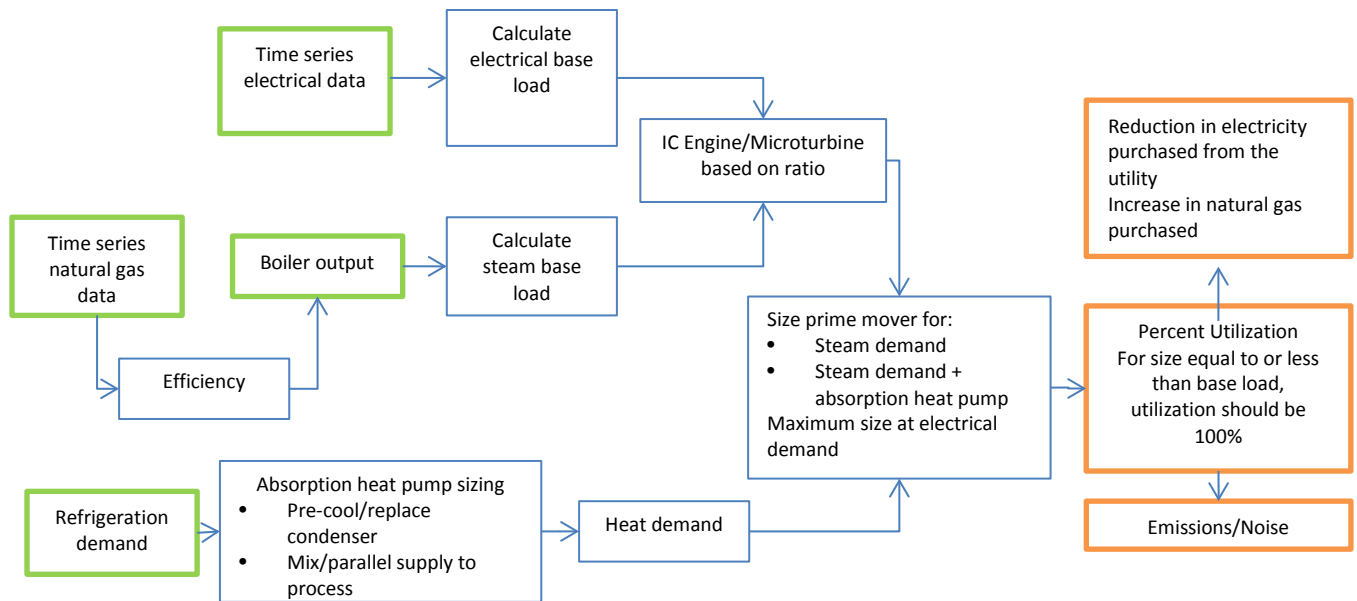 Time series
electrical data
Calculate
electrical base
load
IC Engine/Microturbine
based on ratio
Reduction in electricity
purchased from the
utility
Increase in natural gas
purchased
Time series
natural gas
data
Boiler output
Calculate
steam base
load
Efficiency
Size prime mover for:
• Steam demand
• Steam demand +
absorption heat pump
Maximum size at electrical
demand
Percent Utilization
For size equal to or less
than base load,
utilization should be
100%
Refrigeration
demand
Absorption heat pump sizing
• Pre-cool/replace
condenser
• Mix/parallel supply to
process
Heat demand
Emissions/Noise